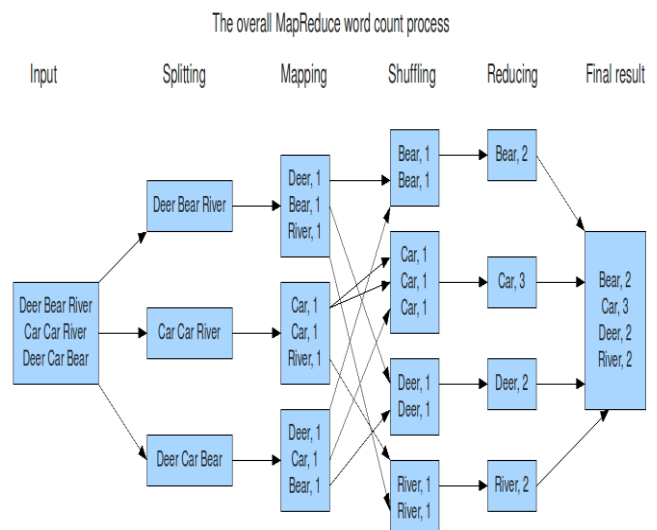 The overall MapReduce word count process
Input
Splitting
Mapping
Shuffling
Reducing
Final result
Deer Bear River
Car Car River
Deer Car Bear
Deer Bear River
Car Car River
Deer Car Bear
Deer, 1
Bear, 1
River, 1
Car, 1
Car, 1
River, 1
Deer, 1
Car, 1
Bear, 1
Bear, 1
Bear, 1
Car, 1
Car, 1
Car, 1
Deer, 1
Deer, 1
River, 1
River, 1
Bear, 2
Car, 3
Deer, 2
River, 2
Bear, 2
Car, 3
Deer, 2
River, 2